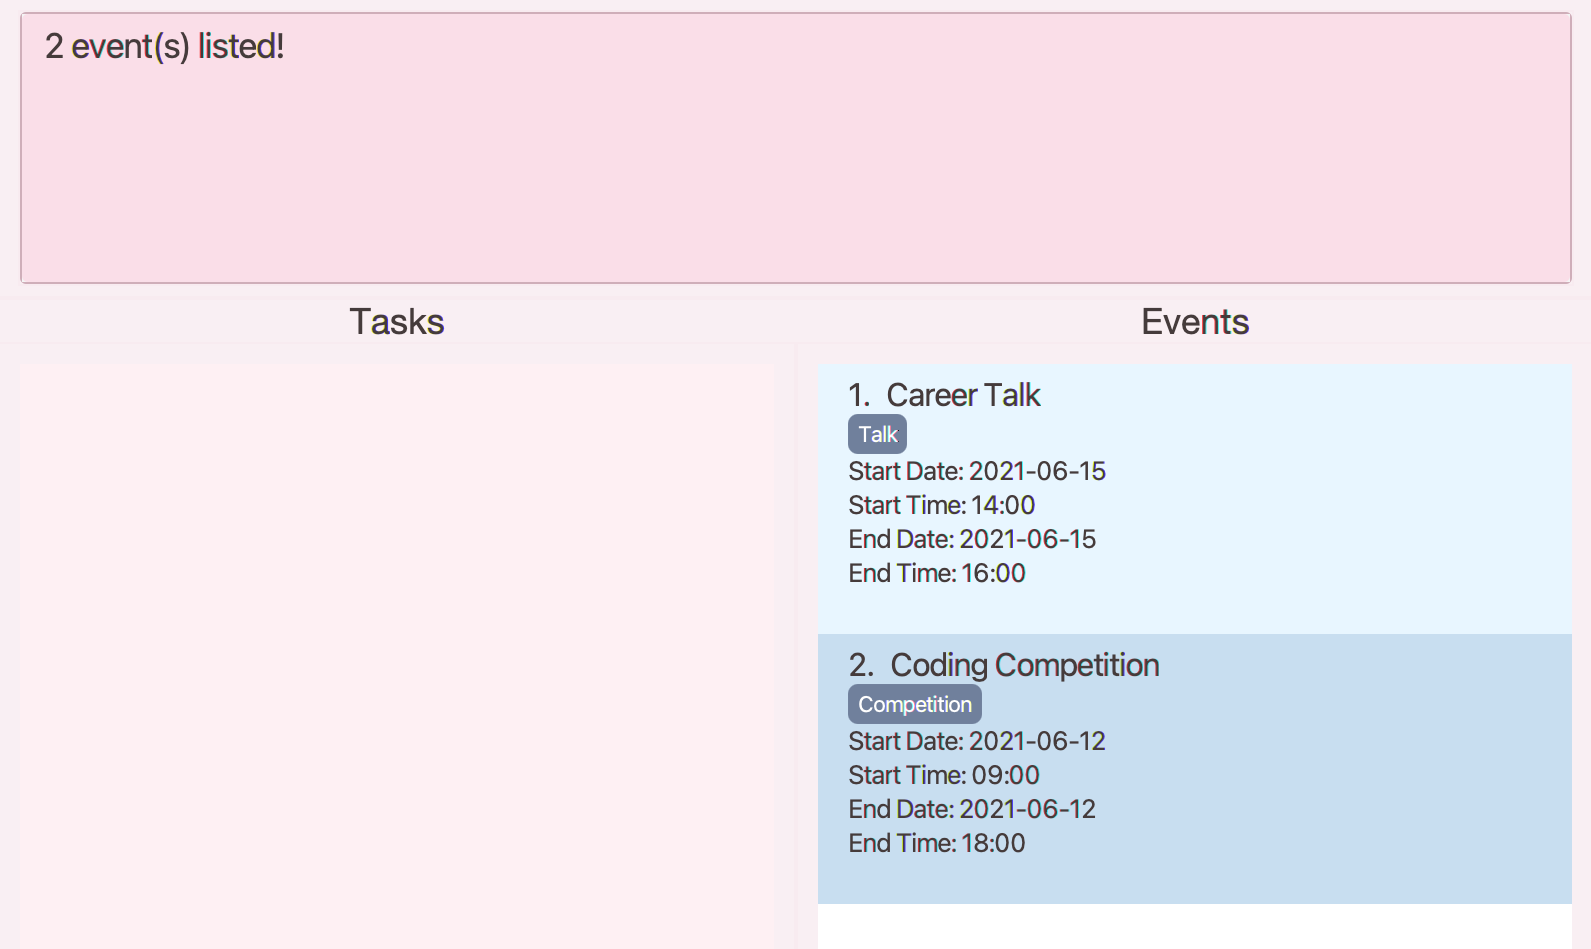 2 event(s) listed!
Tasks
Events
1. Career Talk
Talk
Start Date: 2021-06-15
Start Time: 14:00
End Date: 2021-06-15
End Time: 16:00
2. Coding Competition
Competition
Start Date: 2021-06-12
Start Time: 09:00
End Date: 2021-06-12
End Time: 18:00